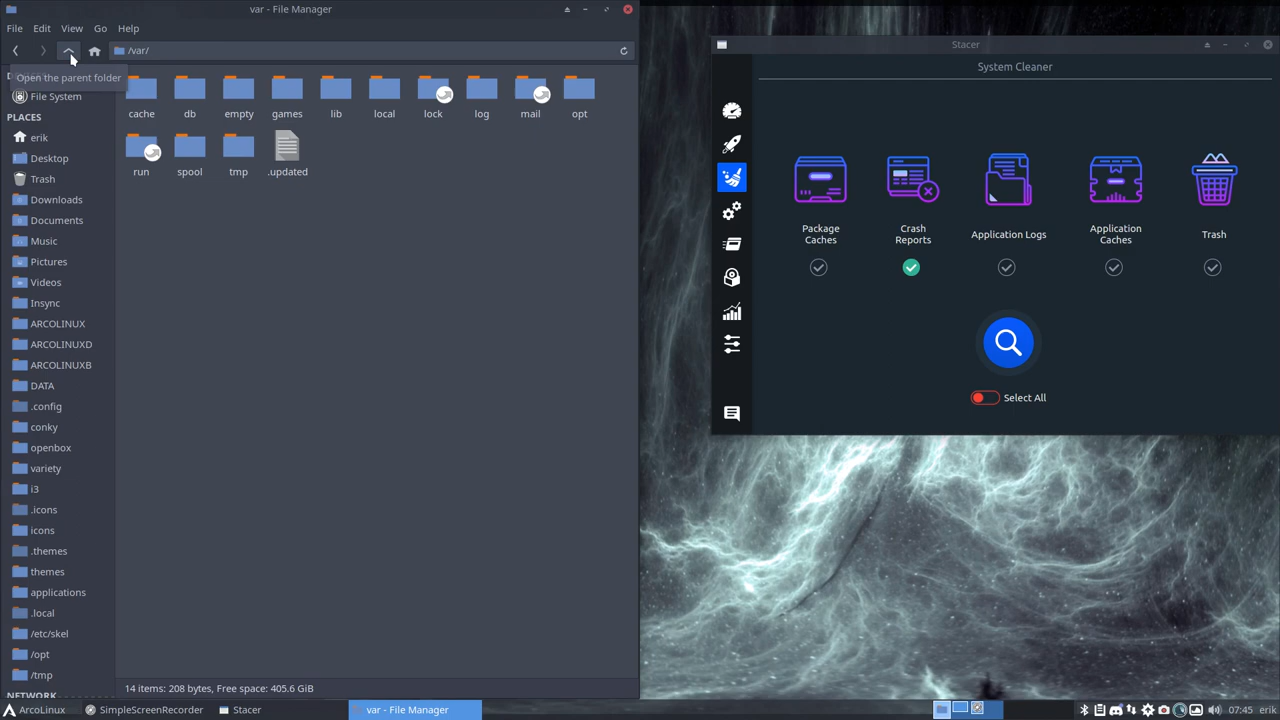 var - File Manager
File Edit View Go Help
/var/
Open the parent folder
File System
PLACES
erik
Desktop
Trash
Downloads
Documents
Music
Pictures
Videos
Insync
ARCOLINUX
ARCOLINUXD
ARCOLINUXB
DATA
.config
conky
openbox
variety
i3
.icons
icons
.themes
themes
applications
.local
/etc/skel
/opt
/tmp
NETWORK
cache db empty games lib local lock log mail opt
run spool tmp .updated
14 items: 208 bytes, Free space: 405.6 GiB
Stacer
System Cleaner
Package
Caches
Crash
Reports
Application Logs
Application
Caches
Trash
Select All
ArcoLinux SimpleScreenRecorder Stacer var - File Manager 07:45 erik